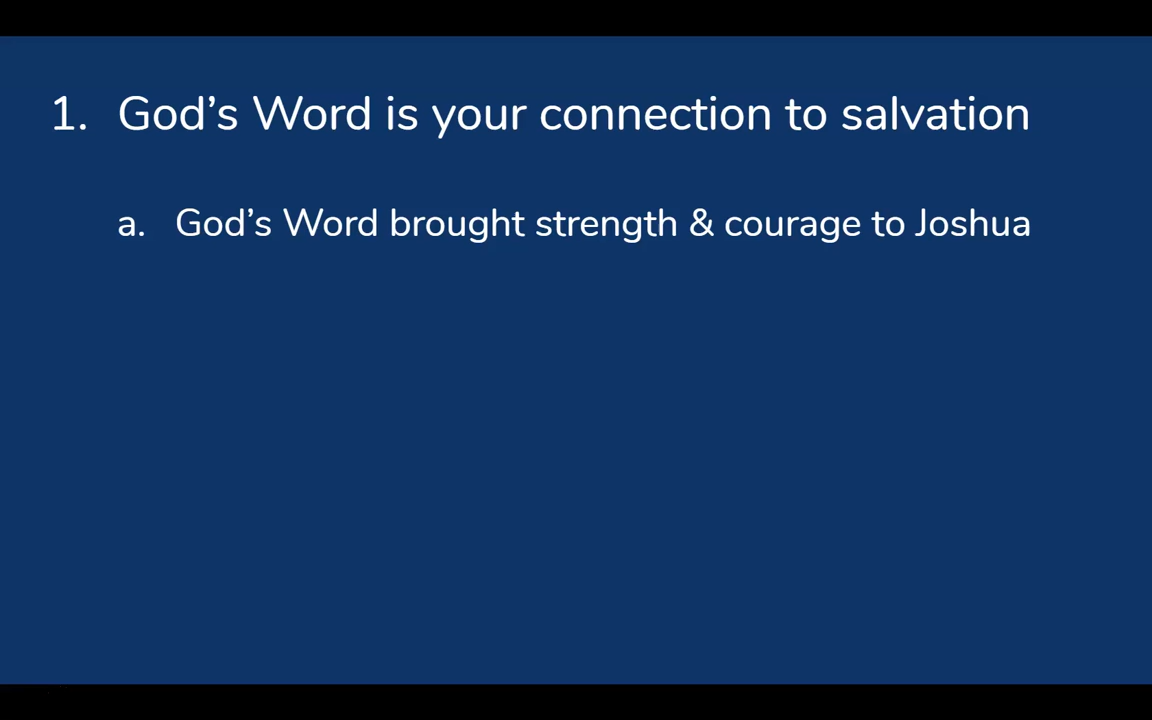 1. God’s Word is your connection to salvation
a. God’s Word brought strength & courage to Joshua